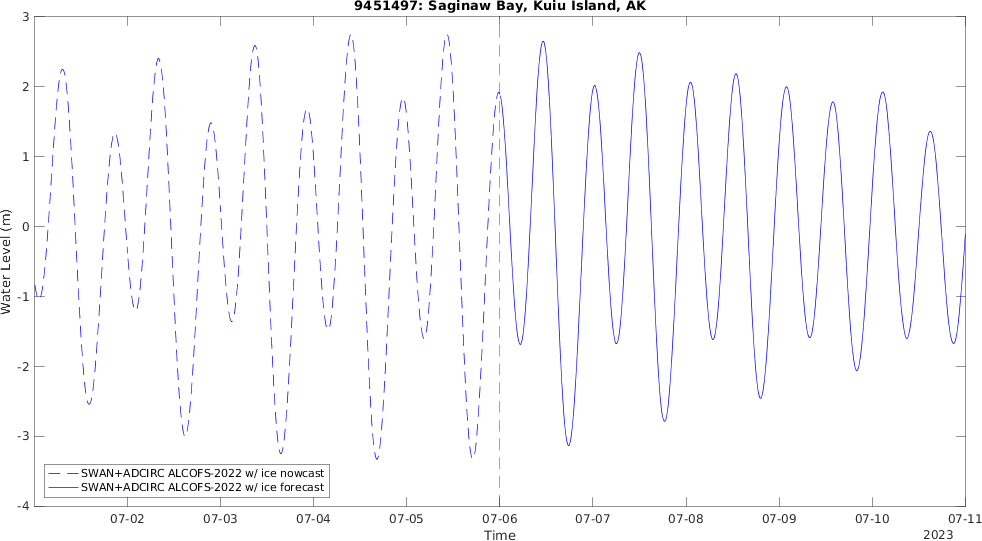 9451497: Saginaw Bay, Kuiu Island, AK
3
2
1
0
-1
-2
-3
-4
Water Level (m)
SWAN+ADCIRC ALCOFS-2022 w/ ice nowcast
SWAN+ADCIRC ALCOFS-2022 w/ ice forecast
07-02 07-03 07-04 07-05 07-06 07-07 07-08 07-09 07-10 07-11
Time
2023